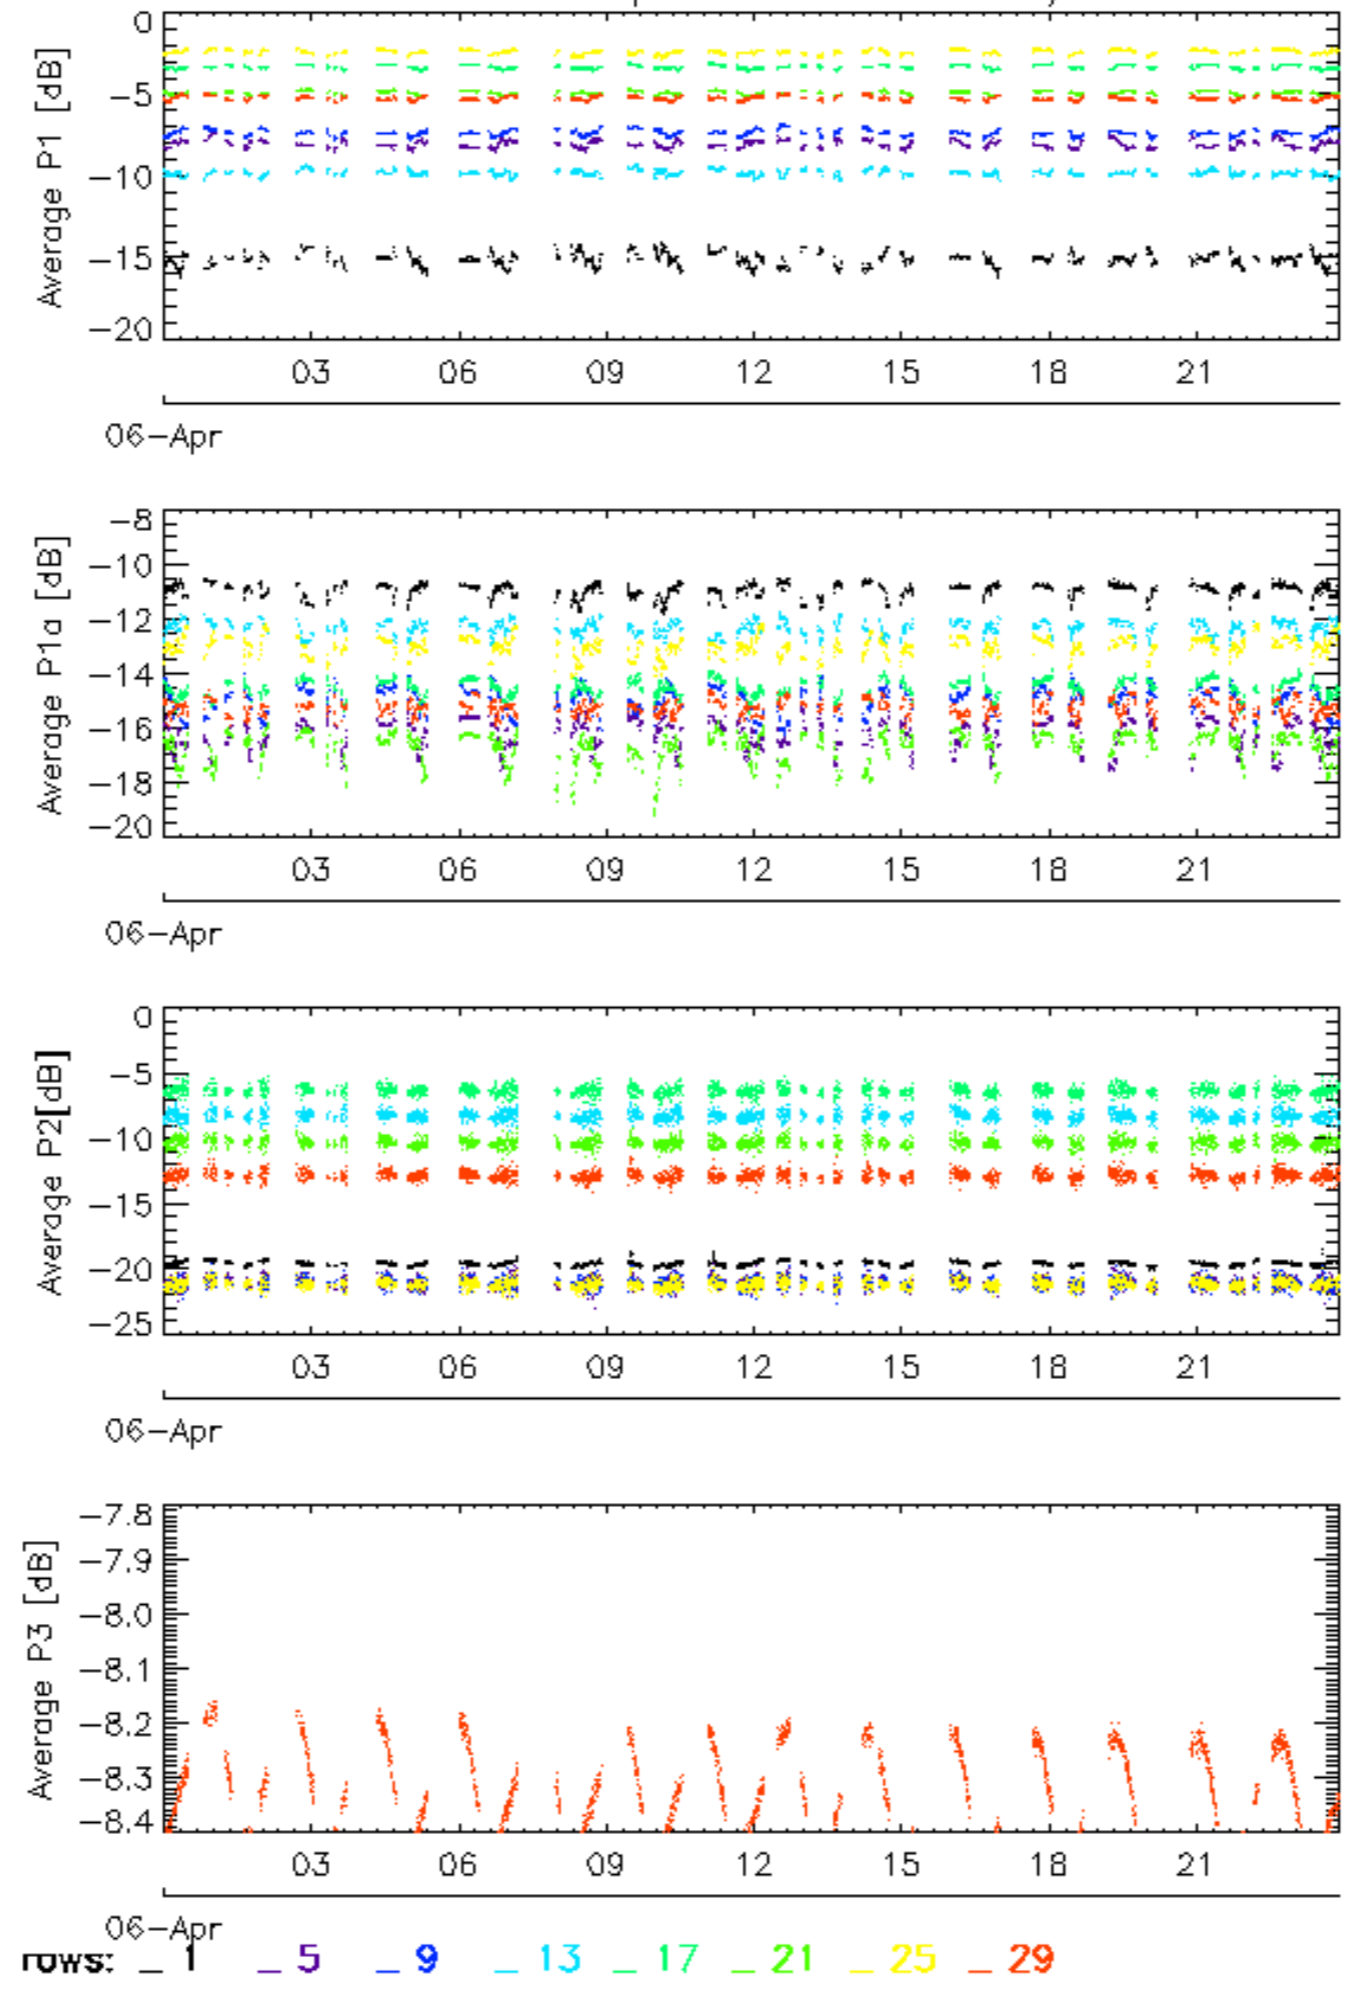 0
−5
−10
−15
−20
Average P1 [dB]
03 06 09 12 15 18 21
06−Apr
−8
−10
−12
−14
−16
−18
−20
Average P1a [dB]
03 06 09 12 15 18 21
06−Apr
0
−5
−10
−15
−20
−25
Average P2[dB]
03 06 09 12 15 18 21
06−Apr
−7.8
−7.9
−8.0
−8.1
−8.2
−8.3
−8.4
Average P3 [dB]
03 06 09 12 15 18 21
06−Apr
rows: _ 1 _ 5 _ 9 _ 13 _ 17 _ 21 _ 25 _ 29